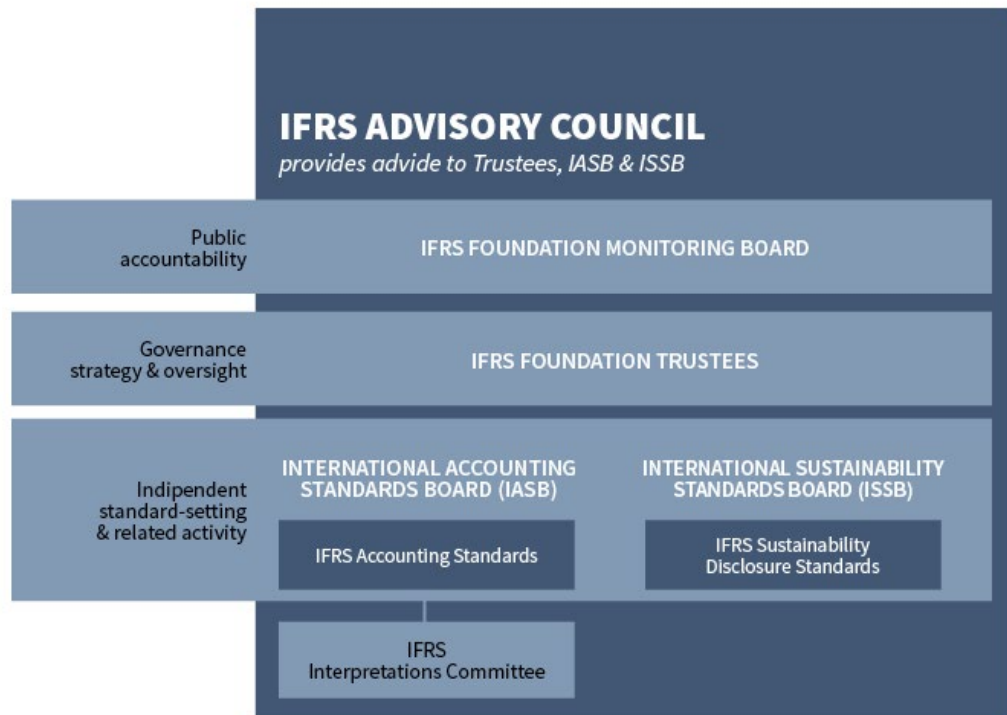 IFRS ADVISORY COUNCIL
provides advide to Trustees, IASB & ISSB
Public
accountability
IFRS FOUNDATION MONITORING BOARD
Governance
strategy & oversight
IFRS FOUNDATION TRUSTEES
Indipendent
standard-setting
& related activity
INTERNATIONAL ACCOUNTING
STANDARDS BOARD (IASB)
IFRS Accounting Standards
INTERNATIONAL SUSTAINABILITY
STANDARDS BOARD (ISSB)
IFRS Sustainability
Disclosure Standards
IFRS
Interpretations Committee